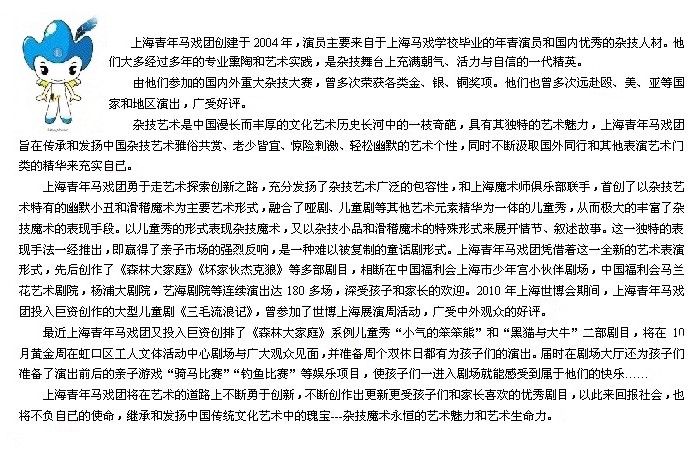 上海青年马戏团创建于 2004 年，演员主要来自于上海马戏学校毕业的年青演员和国内优秀的杂技人材。他
们大多经过多年的专业熏陶和艺术实践，是杂技舞台上充满朝气、活力与自信的一代精英。
由他们参加的国内外重大杂技大赛，曾多次荣获各类金、银、铜奖项。他们也曾多次远赴殴、美、亚等国
家和地区演出，广受好评。
杂技艺术是中国漫长而丰厚的文化艺术历史长河中的一枝奇葩，具有其独特的艺术魅力，上海青年马戏团
旨在传承和发扬中国杂技艺术雅俗共赏、老少皆宜、惊险刺激、轻松幽默的艺术个性，同时不断汲取国外同行和其他表演艺术门
类的精华来充实自己。
上海青年马戏团勇于走艺术探索创新之路，充分发扬了杂技艺术广泛的包容性，和上海魔术师俱乐部联手，首创了以杂技艺
术特有的幽默小丑和滑稽魔术为主要艺术形式，融合了哑剧、儿童剧等其他艺术元素精华为一体的儿童秀，从而极大的丰富了杂
技魔术的表现手段。以儿童秀的形式表现杂技魔术，又以杂技小品和滑稽魔术的特殊形式来展开情节、叙述故事。这一独特的表
现手法一经推出，即赢得了亲子市场的强烈反响，是一种难以被复制的童话剧形式。上海青年马戏团凭借着这一全新的艺术表演
形式，先后创作了《森林大家庭》《坏家伙杰克狼》等多部剧目，相断在中国福利会上海市少年宫小伙伴剧场，中国福利会马兰
花艺术剧院，杨浦大剧院，艺海剧院等连续演出达 180 多场，深受孩子和家长的欢迎。2010 年上海世博会期间，上海青年马戏
团投入巨资创作的大型儿童剧《三毛流浪记》，曾参加了世博上海展演周活动，广受中外观众的好评。
最近上海青年马戏团又投入巨资创排了《森林大家庭》系列儿童秀“小气的笨笨熊”和“黑猫与大牛”二部剧目，将在 10
月黄金周在虹口区工人文体活动中心剧场与广大观众见面，并准备周个双休日都有为孩子们的演出。届时在剧场大厅还为孩子们
准备了演出前后的亲子游戏“骑马比赛”“钓鱼比赛”等娱乐项目，使孩子们一进入剧场就能感受到属于他们的快乐……
上海青年马戏团将在艺术的道路上不断勇于创新，不断创作出更新更受孩子们和家长喜欢的优秀剧目，以此来回报社会，也
将不负自己的使命，继承和发扬中国传统文化艺术中的瑰宝---杂技魔术永恒的艺术魅力和艺术生命力。